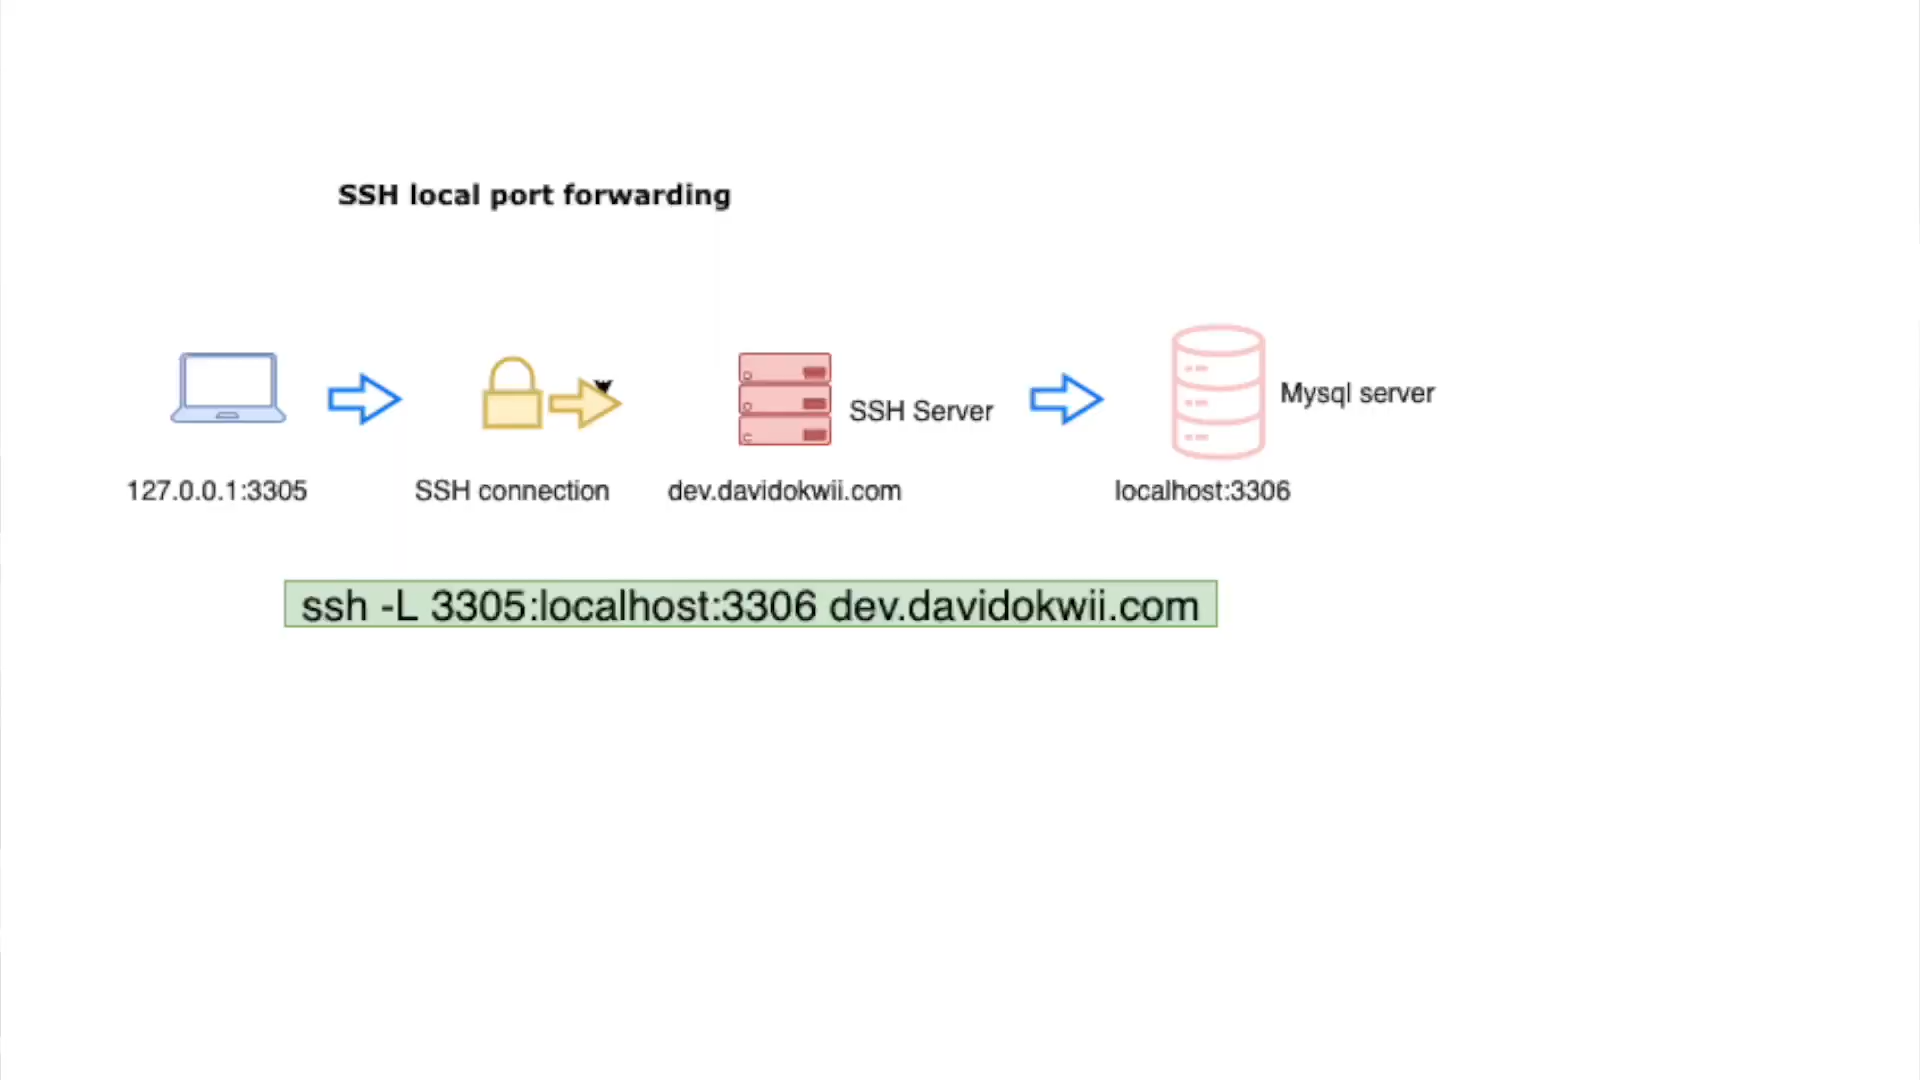 SSH local port forwarding
SSH Server
Mysql server
127.0.0.1:3305
SSH connection
dev.davidokwii.com
localhost:3306
ssh -L 3305:localhost:3306 dev.davidokwii.com